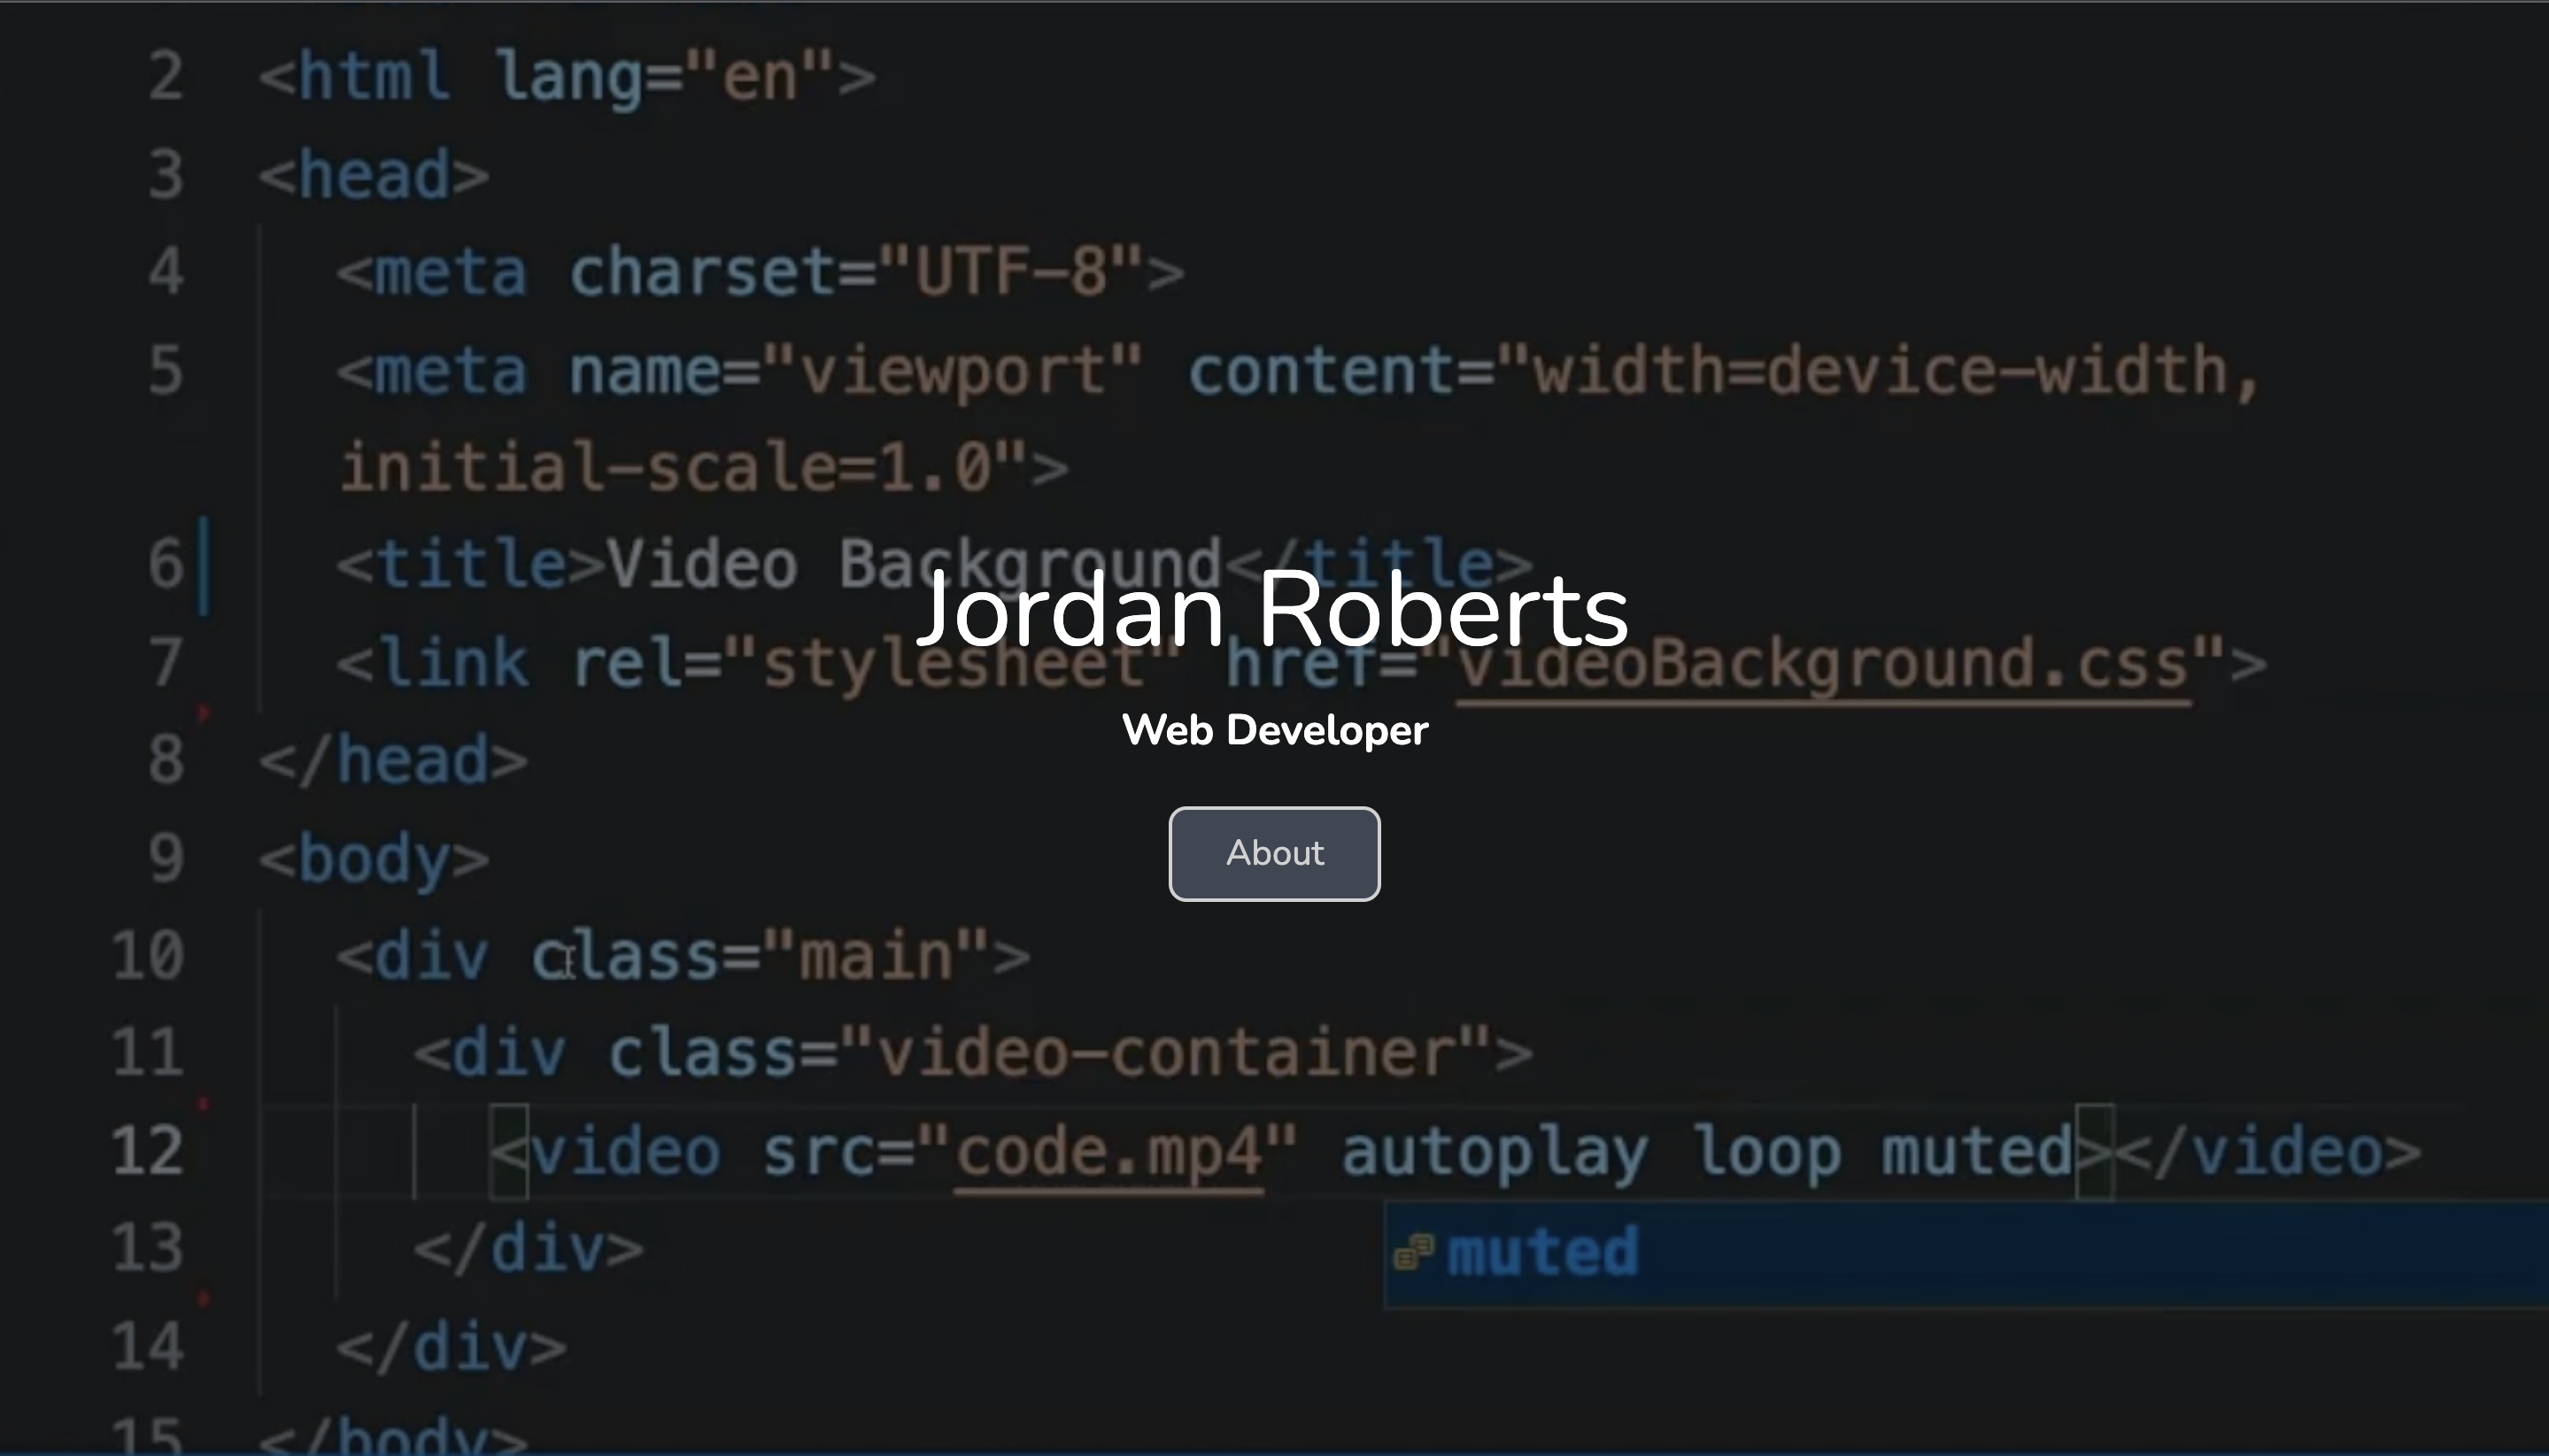 2 <html lang="en">
3 <head>
4 <meta charset="UTF-8">
5 <meta name="viewport" content="width=device-width,
initial-scale=1.0">
6 <title>Video Background</title>
Jordan Roberts
7 <link rel="stylesheet" href="videoBackground.css">
Web Developer
8 </head>
About
9 <body>
10 <div class="main">
11 <div class="video-container">
12 <video src="code.mp4" autoplay loop muted></video>
13 </div>
muted
14 </div>
15 </body>